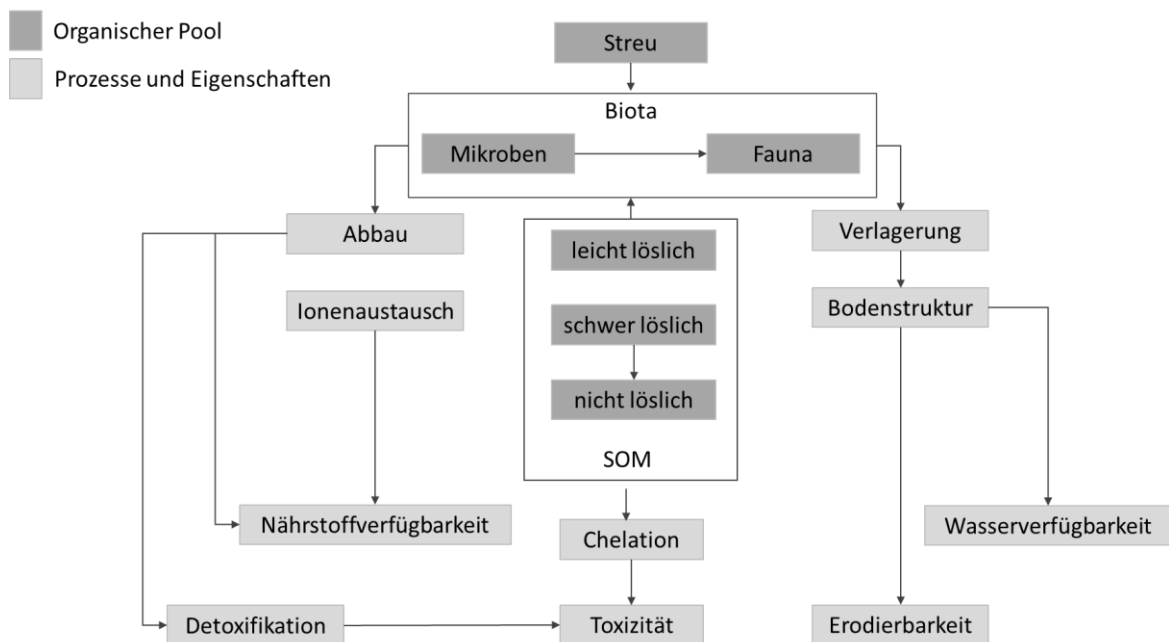 Organischer Pool
Prozesse und Eigenschaften
Streu
Biota
Mikroben
Fauna
Abbau
leicht löslich
Verlagerung
Ionenaustausch
schwer löslich
Bodenstruktur
nicht löslich
SOM
Nährstoffverfügbarkeit
Chelation
Wasserverfügbarkeit
Detoxifikation
Toxizität
Erodierbarkeit